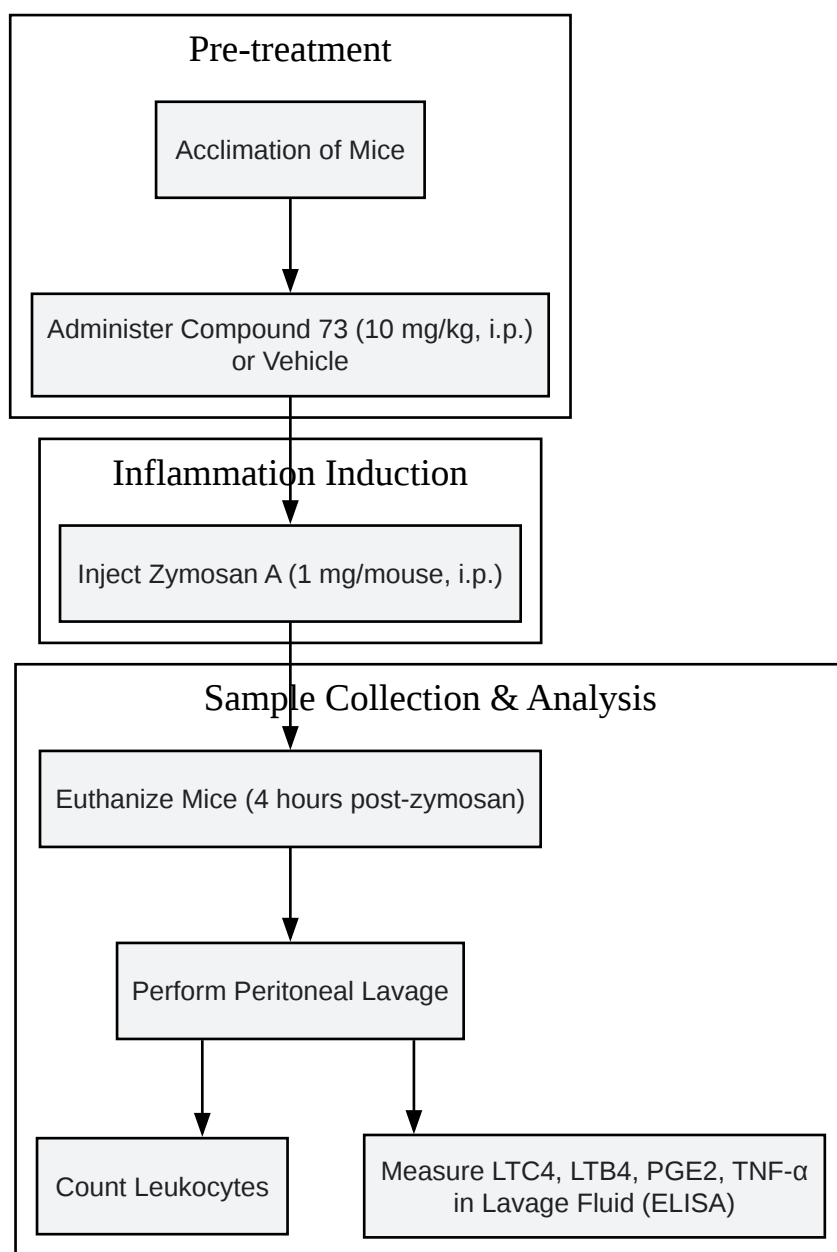 Pre-treatment
Acclimation of Mice
Administer Compound 73 (10 mg/kg, i.p.)
or Vehicle
Inflammation Induction
Inject Zymosan A (1 mg/mouse, i.p.)
Sample Collection & Analysis
Euthanize Mice (4 hours post-zymosan)
Perform Peritoneal Lavage
Count Leukocytes
Measure LTC4, LTB4, PGE2, TNF-α
in Lavage Fluid (ELISA)